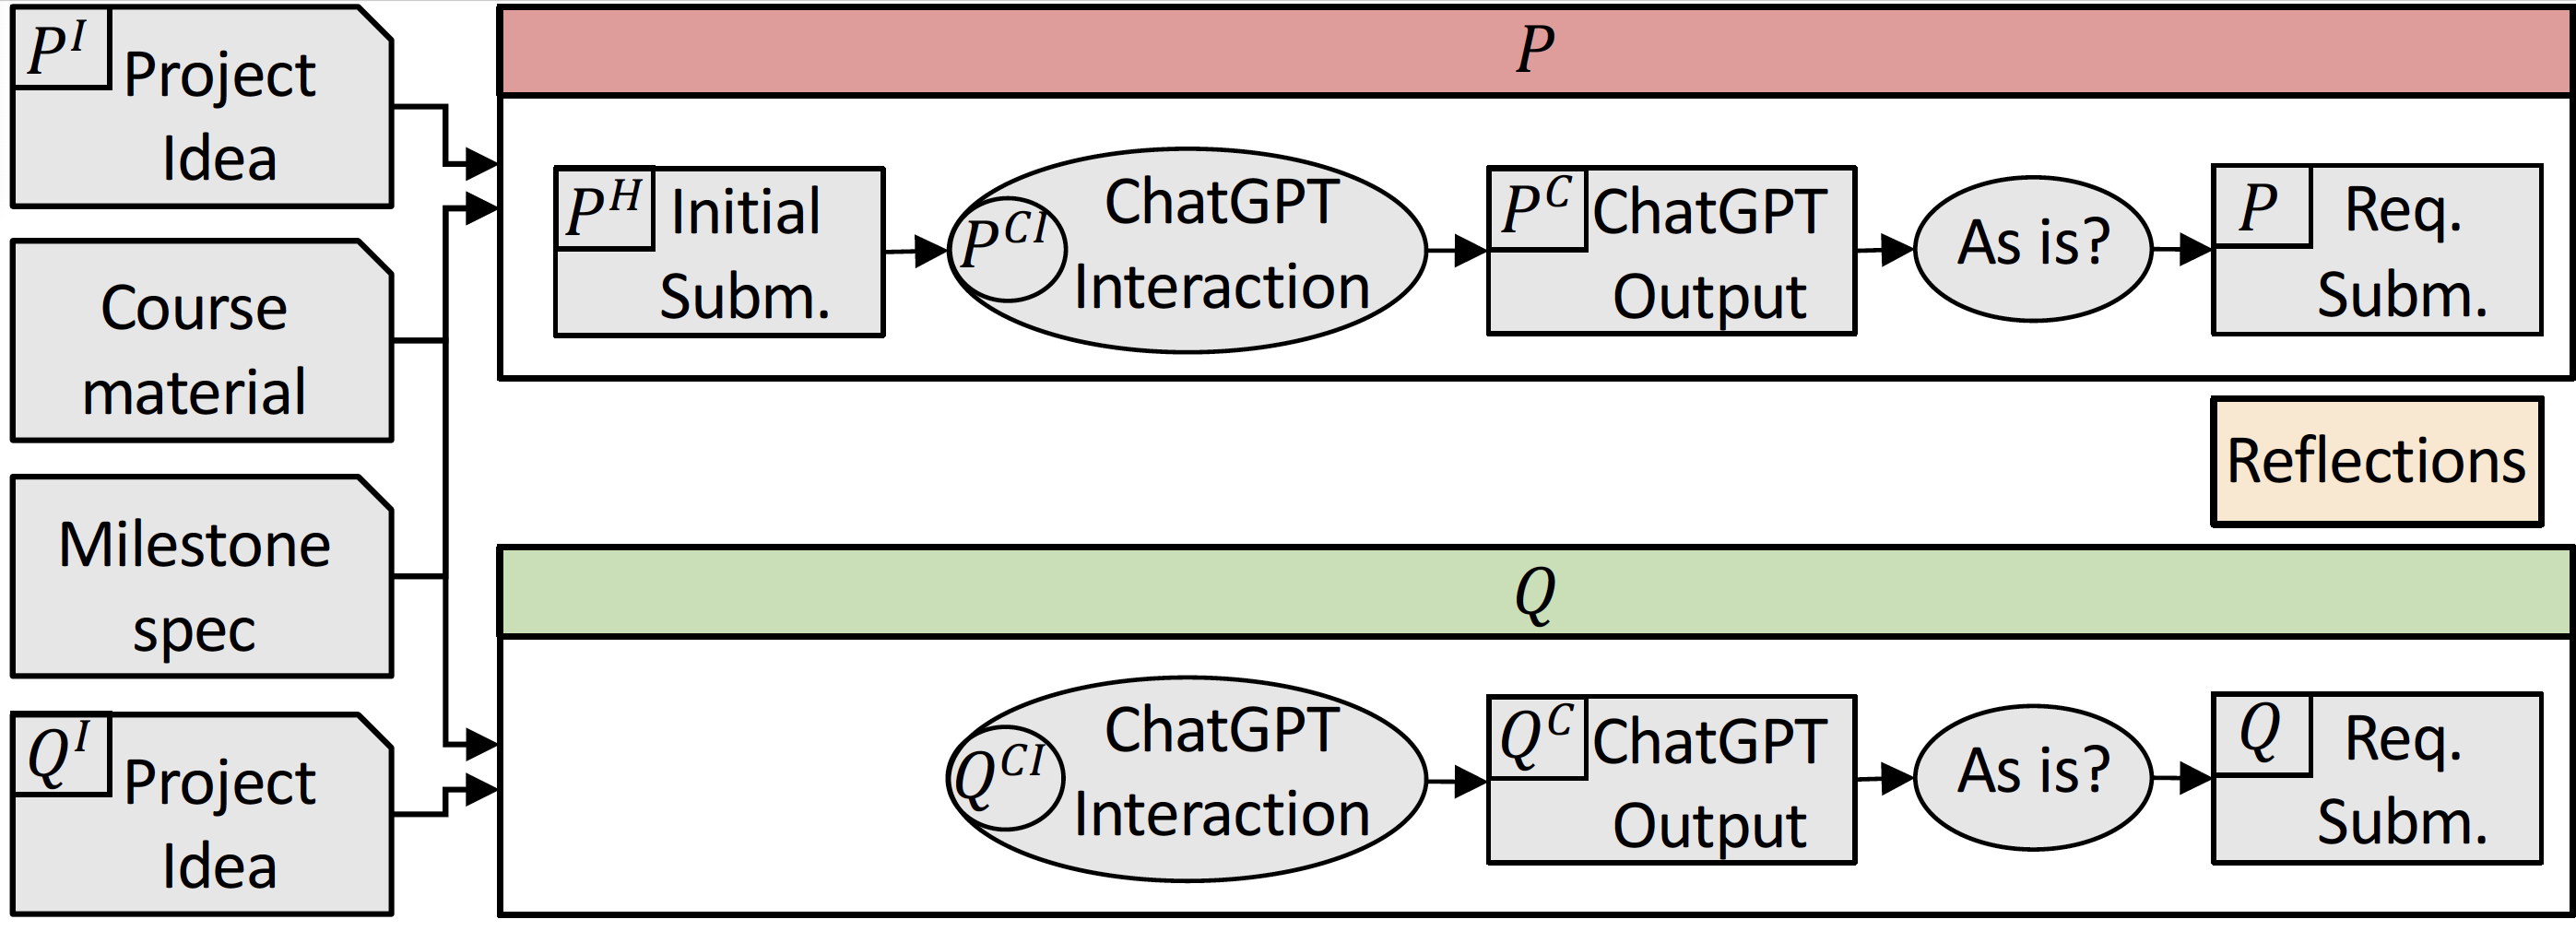 P^I Project
Idea
Course
material
Milestone
spec
Q^I Project
Idea
P
P^H Initial
Subm.
P^CI ChatGPT
Interaction
P^C ChatGPT
Output
As is?
P Req.
Subm.
Reflections
Q
Q^CI ChatGPT
Interaction
Q^C ChatGPT
Output
As is?
Q Req.
Subm.